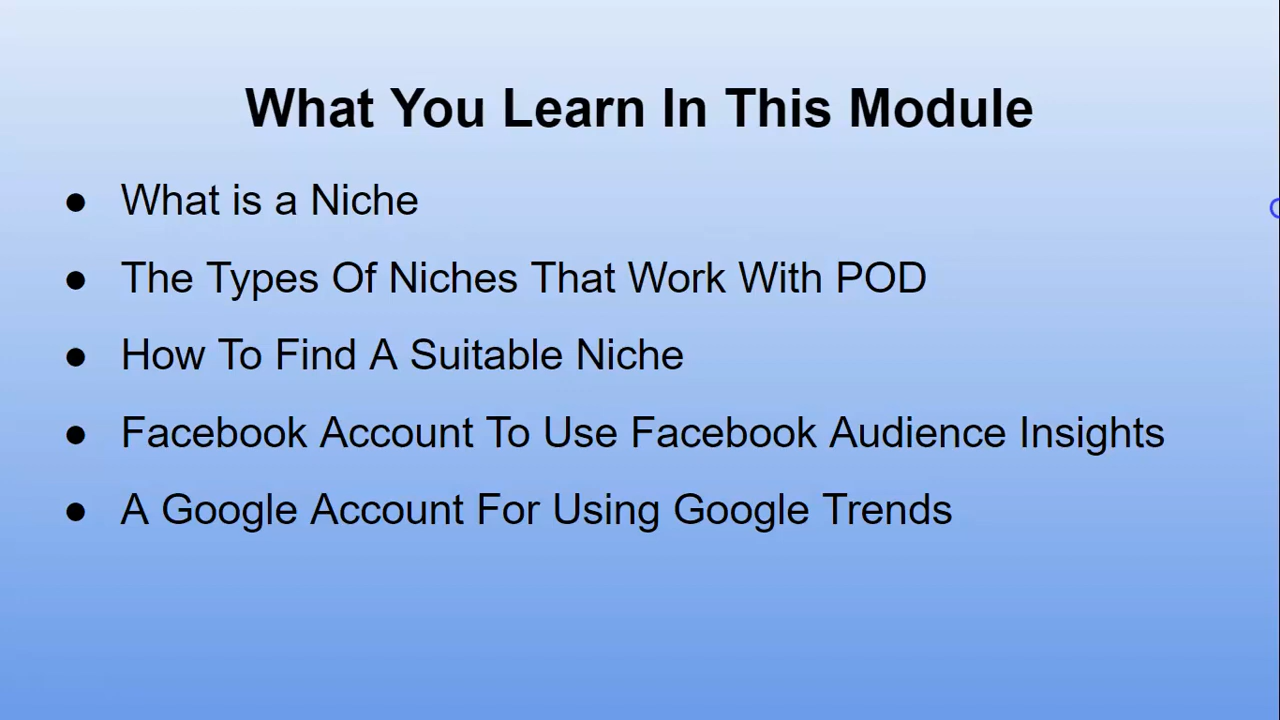 What You Learn In This Module
● What is a Niche
● The Types Of Niches That Work With POD
● How To Find A Suitable Niche
● Facebook Account To Use Facebook Audience Insights
● A Google Account For Using Google Trends